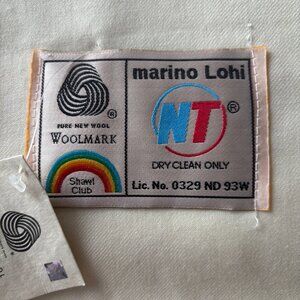 PURE NEW WOOL
WOOLMARK
Shawl
Club
marino Lohi
NT
DRY CLEAN ONLY
Lic. No. 0329 ND 93W